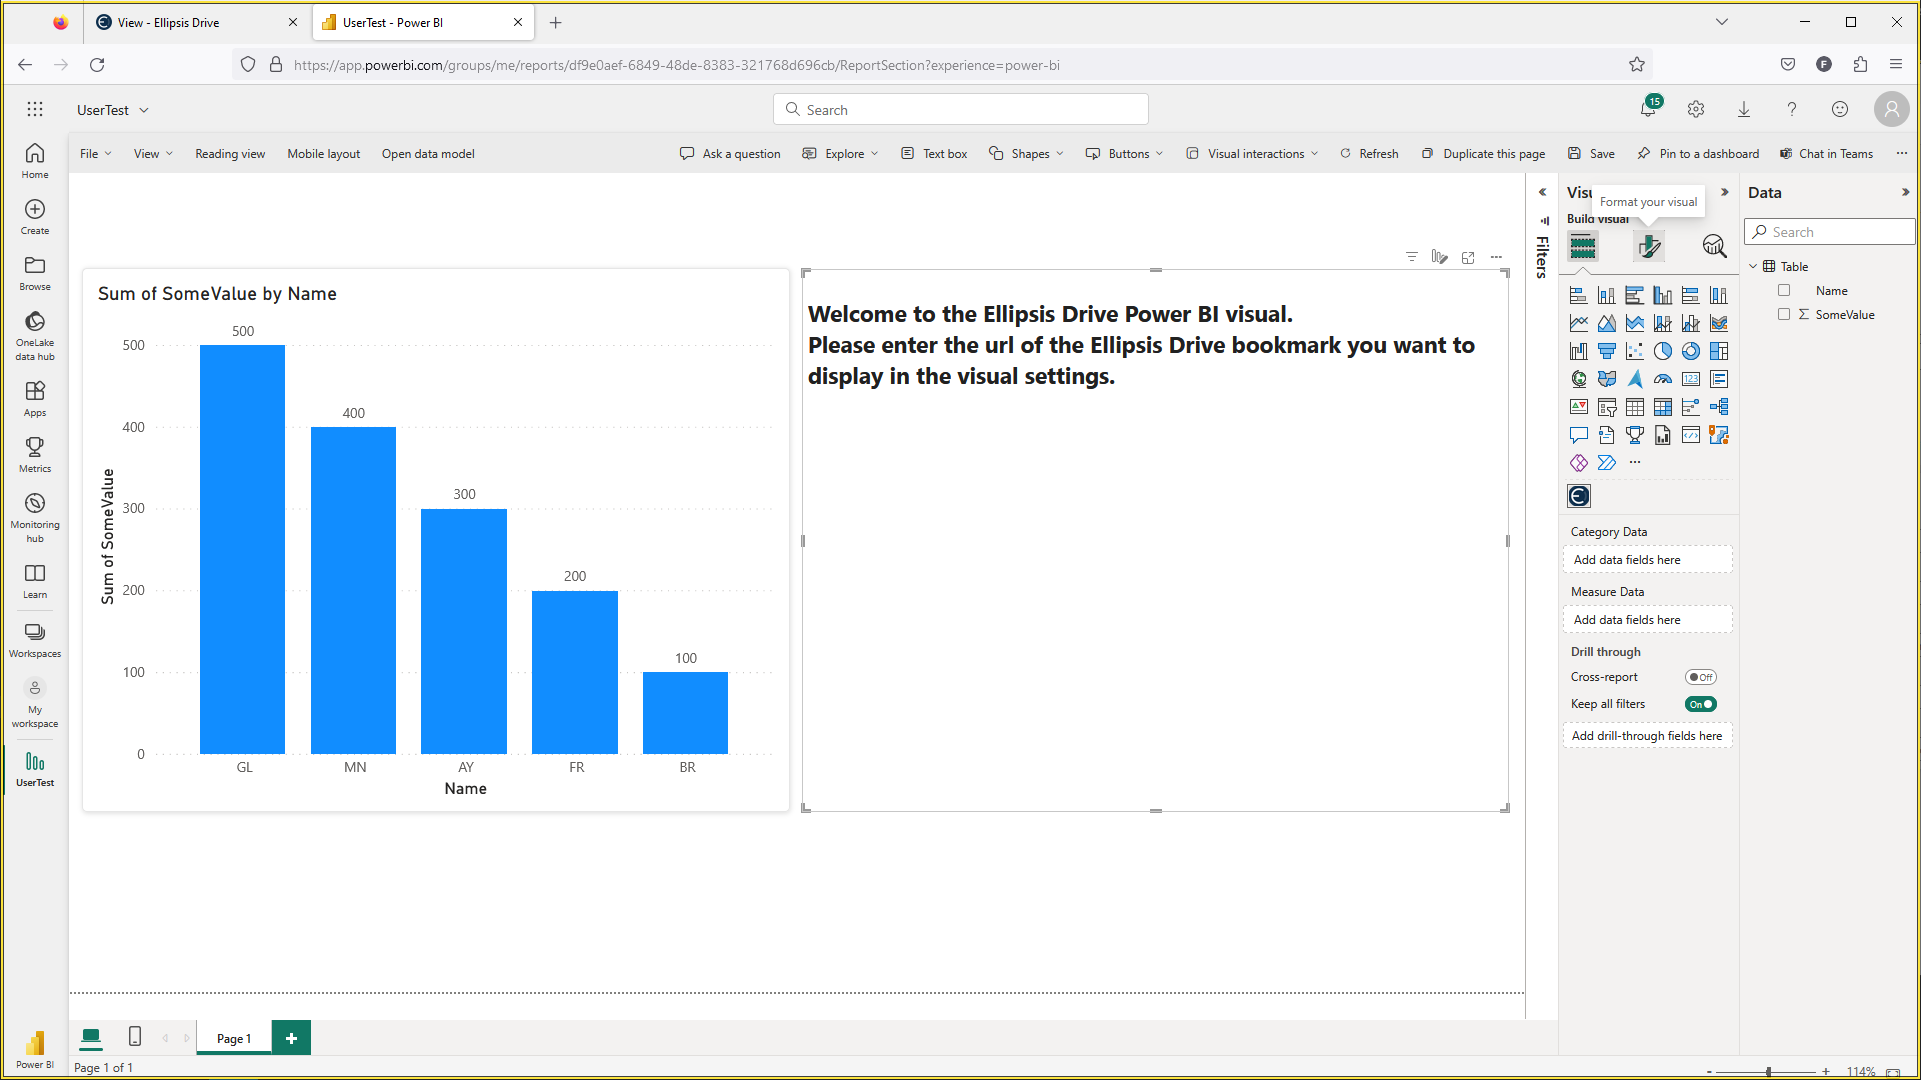 View - Ellipsis Drive
UserTest - Power BI
https://app.powerbi.com/groups/me/reports/df9e0aef-6849-48de-8383-321768d696cb/ReportSection?experience=power-bi
F
UserTest
Search
15
File
View
Reading view
Mobile layout
Open data model
Ask a question
Explore
Text box
Shapes
Buttons
Visual interactions
Refresh
Duplicate this page
Save
Pin to a dashboard
Chat in Teams
Home
Create
Browse
OneLake
data hub
Apps
Metrics
Monitoring
hub
Learn
Workspaces
My
workspace
UserTest
Power BI
Sum of SomeValue by Name
Sum of SomeValue
500
400
300
200
100
0
500
400
300
200
100
GL
MN
AY
FR
BR
Name
Welcome to the Ellipsis Drive Power BI visual.
Please enter the url of the Ellipsis Drive bookmark you want to
display in the visual settings.
Filters
Format your visual
Build visual
123
Category Data
Add data fields here
Measure Data
Add data fields here
Drill through
Cross-report
Off
Keep all filters
On
Add drill-through fields here
Data
Search
Table
Name
SomeValue
Page 1
Page 1 of 1
- + 114%